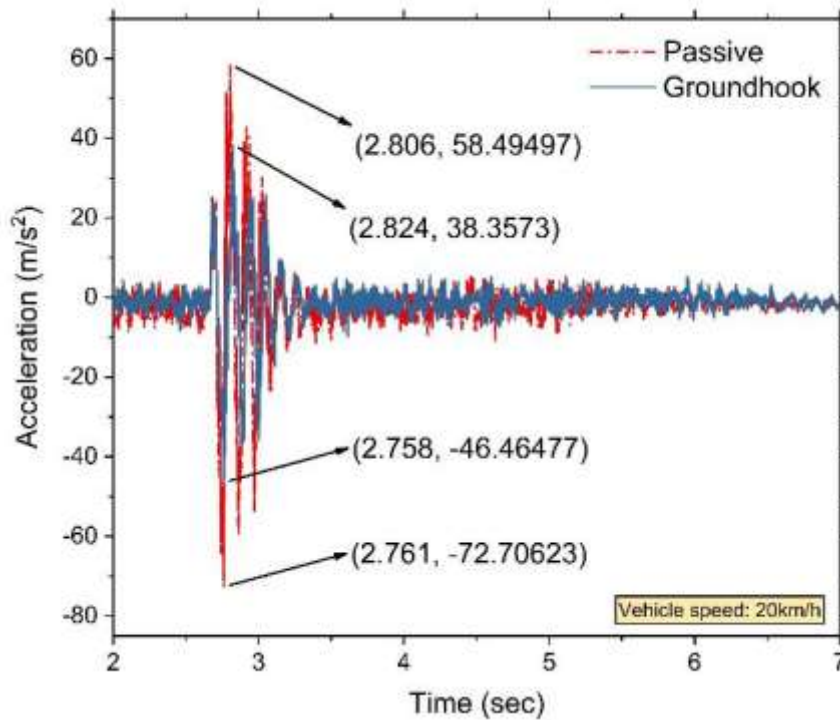 60
40
20
0
-20
-40
-60
-80
Acceleration (m/s²)
Passive
Groundhook
(2.806, 58.49497)
(2.824, 38.3573)
(2.758, -46.46477)
(2.761, -72.70623)
Vehicle speed: 20km/h
2 3 4 5 6 7
Time (sec)